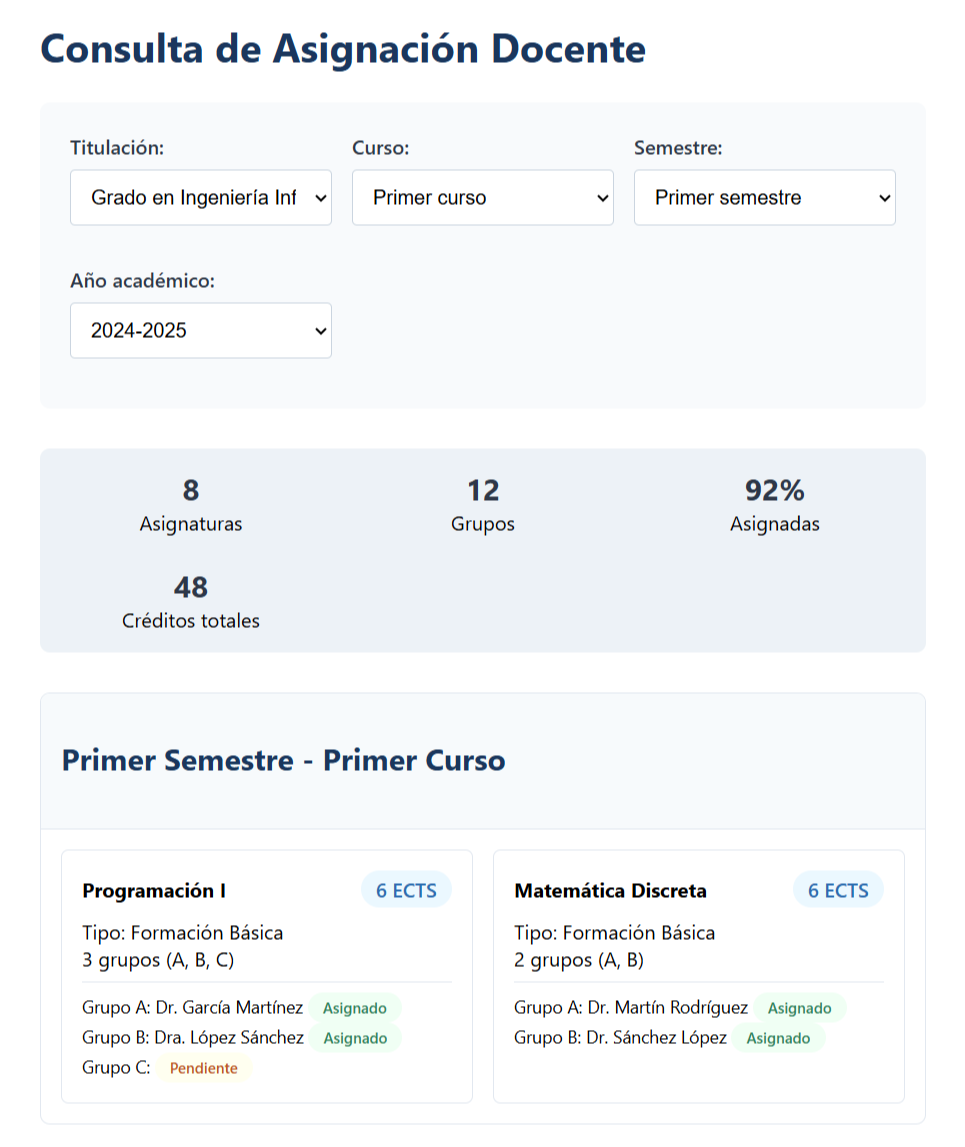 Consulta de Asignación Docente
Titulación:
Curso:
Semestre:
Grado en Ingeniería Inf
Primer curso
Primer semestre
Año académico:
2024-2025
8
12
92%
Asignaturas
Grupos
Asignadas
48
Créditos totales
Primer Semestre - Primer Curso
Programación I
6 ECTS
Tipo: Formación Básica
3 grupos (A, B, C)
Grupo A: Dr. García Martínez Asignado
Grupo B: Dra. López Sánchez Asignado
Grupo C: Pendiente
Matemática Discreta
6 ECTS
Tipo: Formación Básica
2 grupos (A, B)
Grupo A: Dr. Martín Rodríguez Asignado
Grupo B: Dr. Sánchez López Asignado